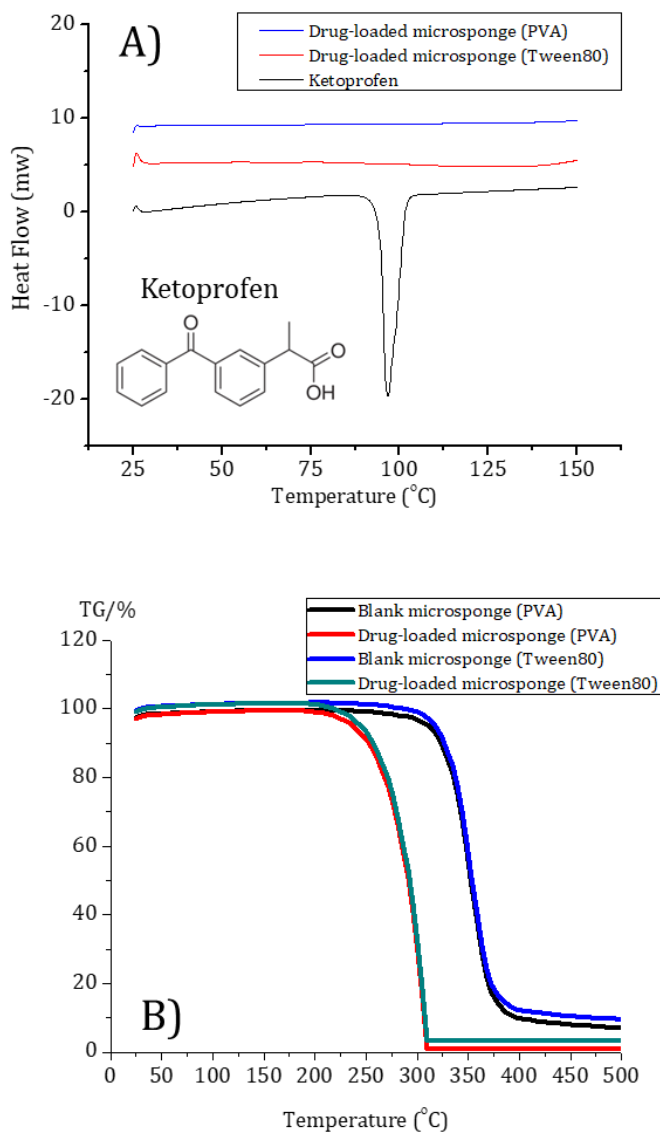 20
A)
Drug-loaded microsponge (PVA)
Drug-loaded microsponge (Tween80)
Ketoprofen
10
0
-10
-20
Heat Flow (mw)
Ketoprofen
O
O
OH
25
50
75
100
125
150
Temperature (°C)
TG/%
Blank microsponge (PVA)
Drug-loaded microsponge (PVA)
Blank microsponge (Tween80)
Drug-loaded microsponge (Tween80)
120
100
80
60
40
20
0
B)
0 50 100 150 200 250 300 350 400 450 500
Temperature (°C)